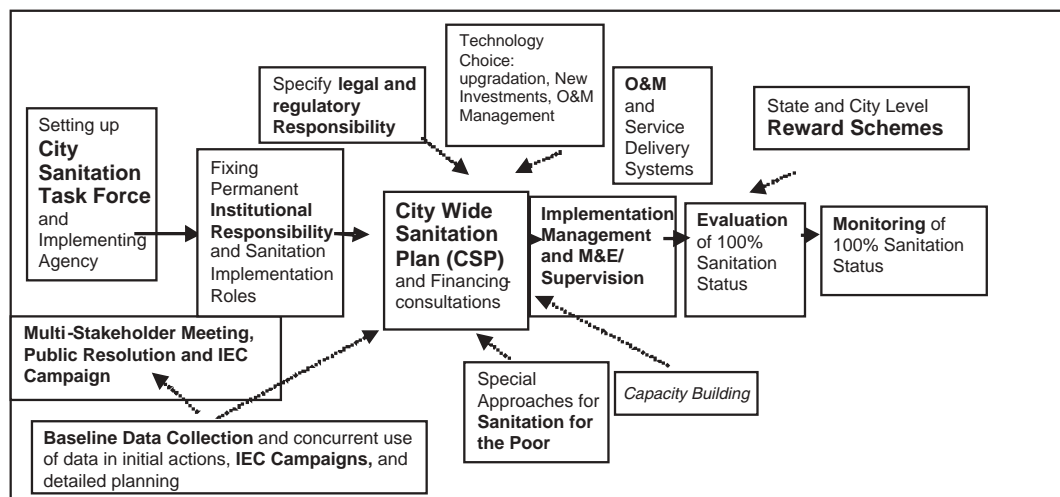 Setting up
City
Sanitation
Task Force
and
Implementing
Agency
Fixing
Permanent
Institutional
Responsibility
and Sanitation
Implementation
Roles
Specify legal and
regulatory
Responsibility
Technology
Choice:
upgradation, New
Investments, O&M
Management
O&M
and
Service
Delivery
Systems
State and City Level
Reward Schemes
City Wide
Sanitation
Plan (CSP)
and Financing-
consultations
Implementation
Management
and M&E/
Supervision
Evaluation
of 100%
Sanitation
Status
Monitoring of
100% Sanitation
Status
Multi-Stakeholder Meeting,
Public Resolution and IEC
Campaign
Baseline Data Collection and concurrent use
of data in initial actions, IEC Campaigns, and
detailed planning
Special
Approaches for
Sanitation for
the Poor
Capacity Building